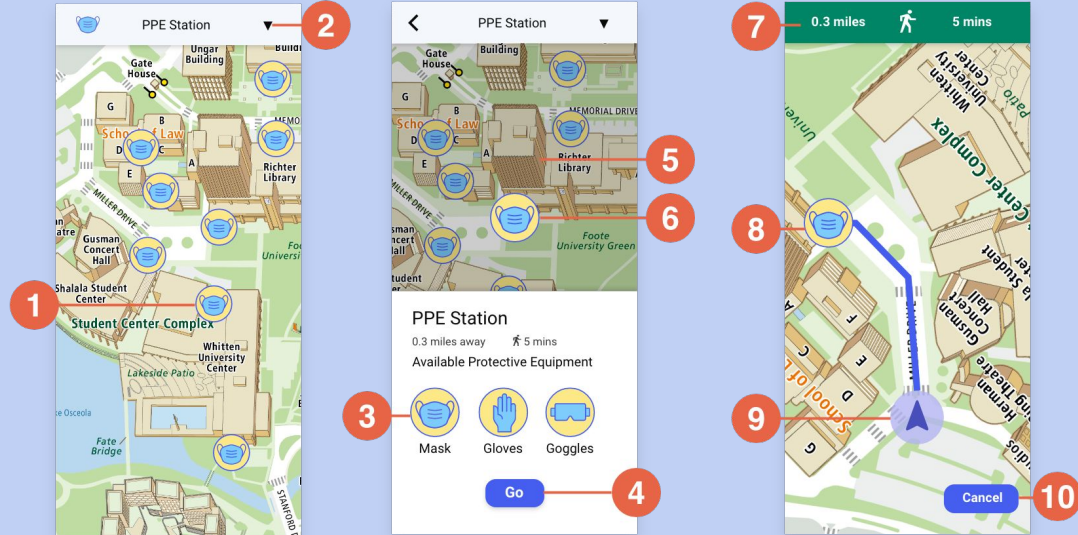 PPE Station
2
Ungar
Building
Gate
House
G
B
School of Law
D
C
E
A
Richter
Library
MILLER DRIVE
Gusman
Concert
Hall
Shalala Student
Center
1
Student Center Complex
Whitten
University
Center
Lakeside Patio
Fate
Bridge
STANFORD D
PPE Station
Building
Gate
House
G
B
MEMORIAL DRIVE
D
E
A
Richter
Library
5
MILLER DRIVE
6
Foote
University Green
PPE Station
0.3 miles away
5 mins
Available Protective Equipment
3
Mask
Gloves
Goggles
Go
4
7
0.3 miles
5 mins
Whitten
University
Center
Patio
Center Complex
8
Gusman
Concert
Hall
A
F
C
E
D
G
School of L
MILLER DRIVE
9
Cancel
10